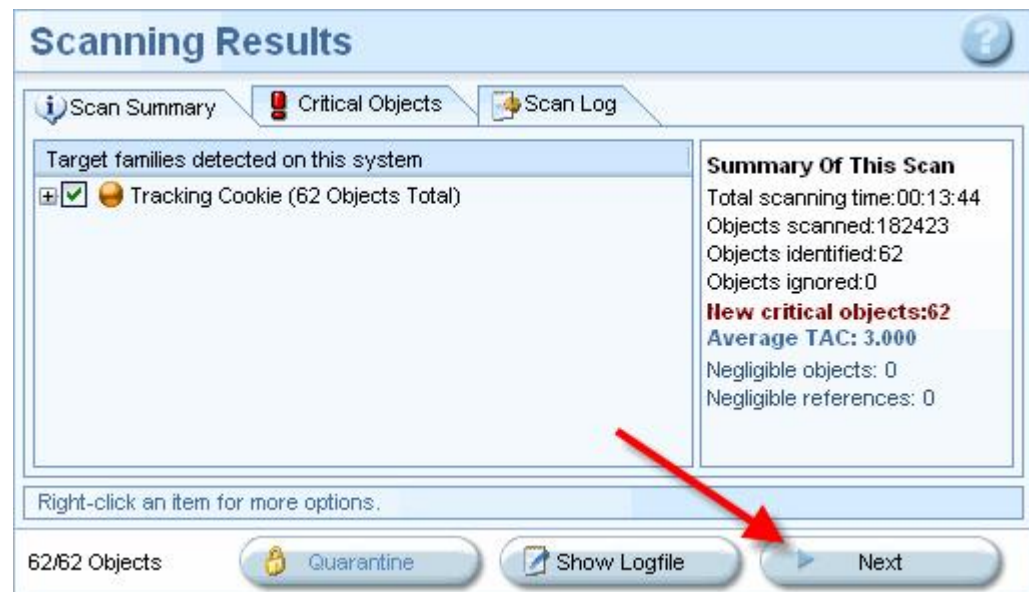 Scanning Results
?
Scan Summary
Critical Objects
Scan Log
Target families detected on this system
Tracking Cookie (62 Objects Total)
Summary Of This Scan
Total scanning time:00:13:44
Objects scanned:182423
Objects identified:62
Objects ignored:0
New critical objects:62
Average TAC: 3.000
Negligible objects: 0
Negligible references: 0
Right-click an item for more options.
62/62 Objects
Quarantine
Show Logfile
Next